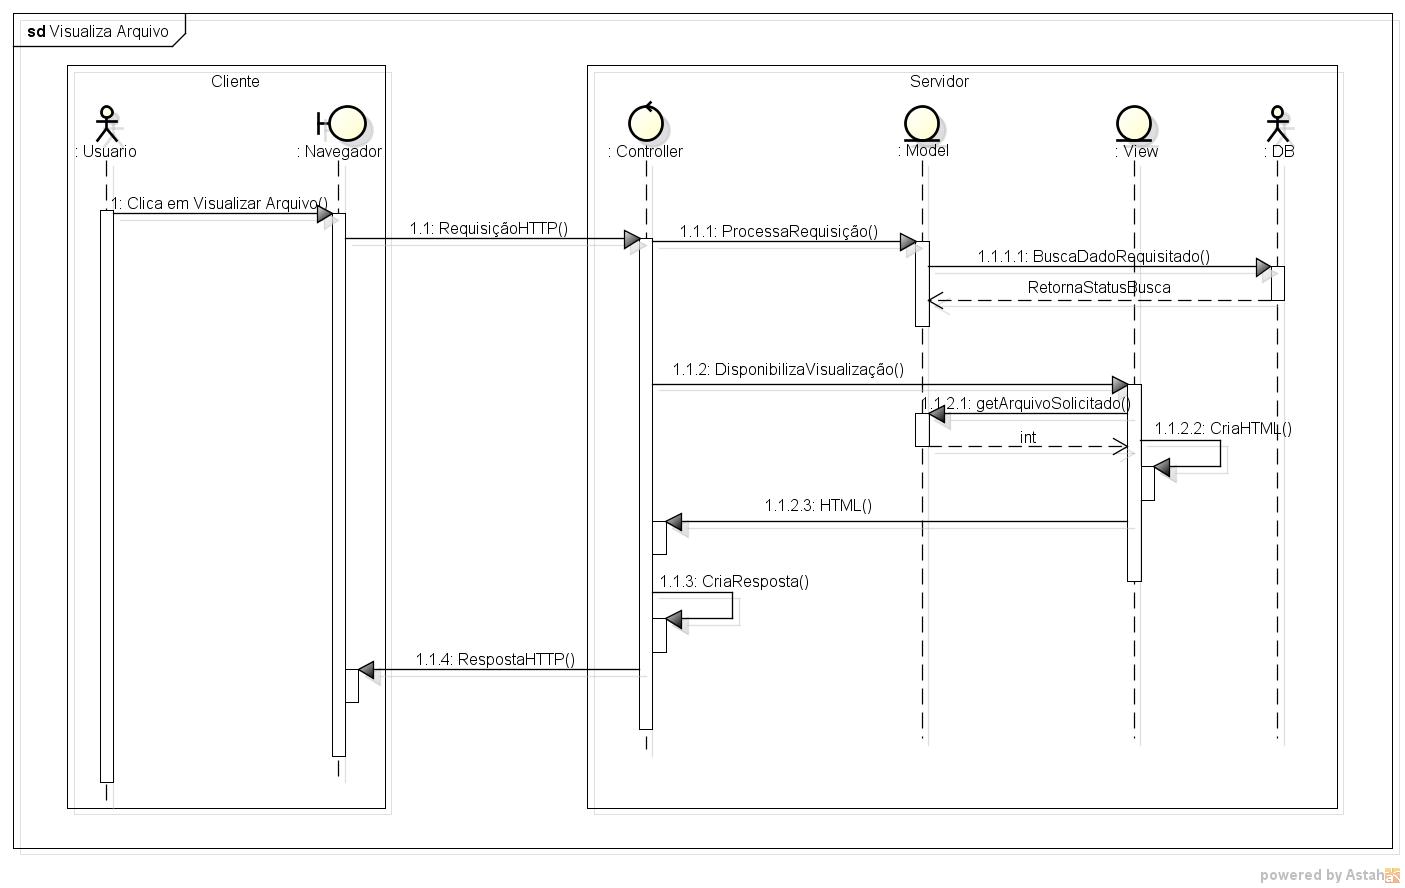 sd Visualiza Arquivo
Cliente
Servidor
: Usuario
: Navegador
: Controller
: Model
: View
: DB
1: Clica em Visualizar Arquivo()
1.1: RequisiçãoHTTP()
1.1.1: ProcessaRequisição()
1.1.1.1: BuscaDadoRequisitado()
RetornaStatusBusca
1.1.2: DisponibilizaVisualização()
1.1.2.1: getArquivoSolicitado()
1.1.2.2: CriaHTML()
int
1.1.2.3: HTML()
1.1.3: CriaResposta()
1.1.4: RespostaHTTP()
powered by Astah